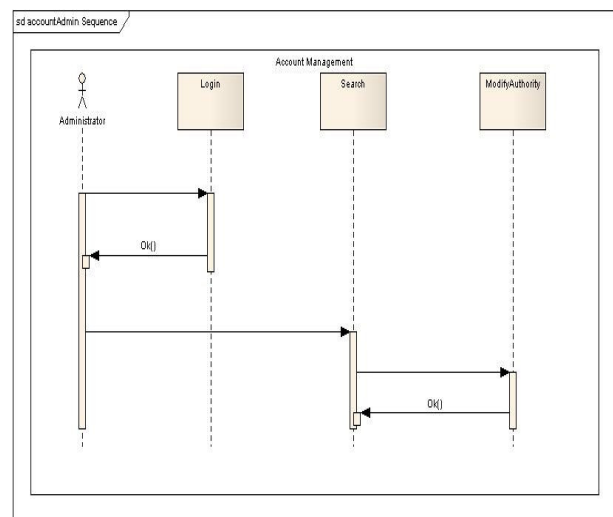 sd accountAdmin Sequence
Account Management
Administrator
Login
Search
ModifyAuthority
Ok()
Ok()